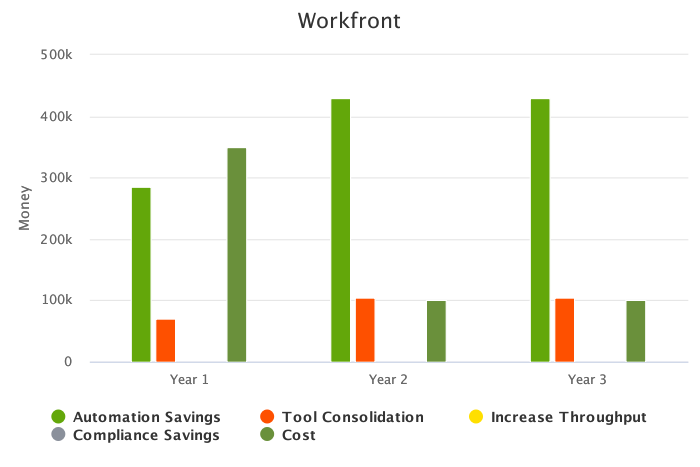 Workfront
500k
400k
300k
200k
100k
0
Money
Year 1 Year 2 Year 3
Automation Savings Tool Consolidation Increase Throughput
Compliance Savings Cost